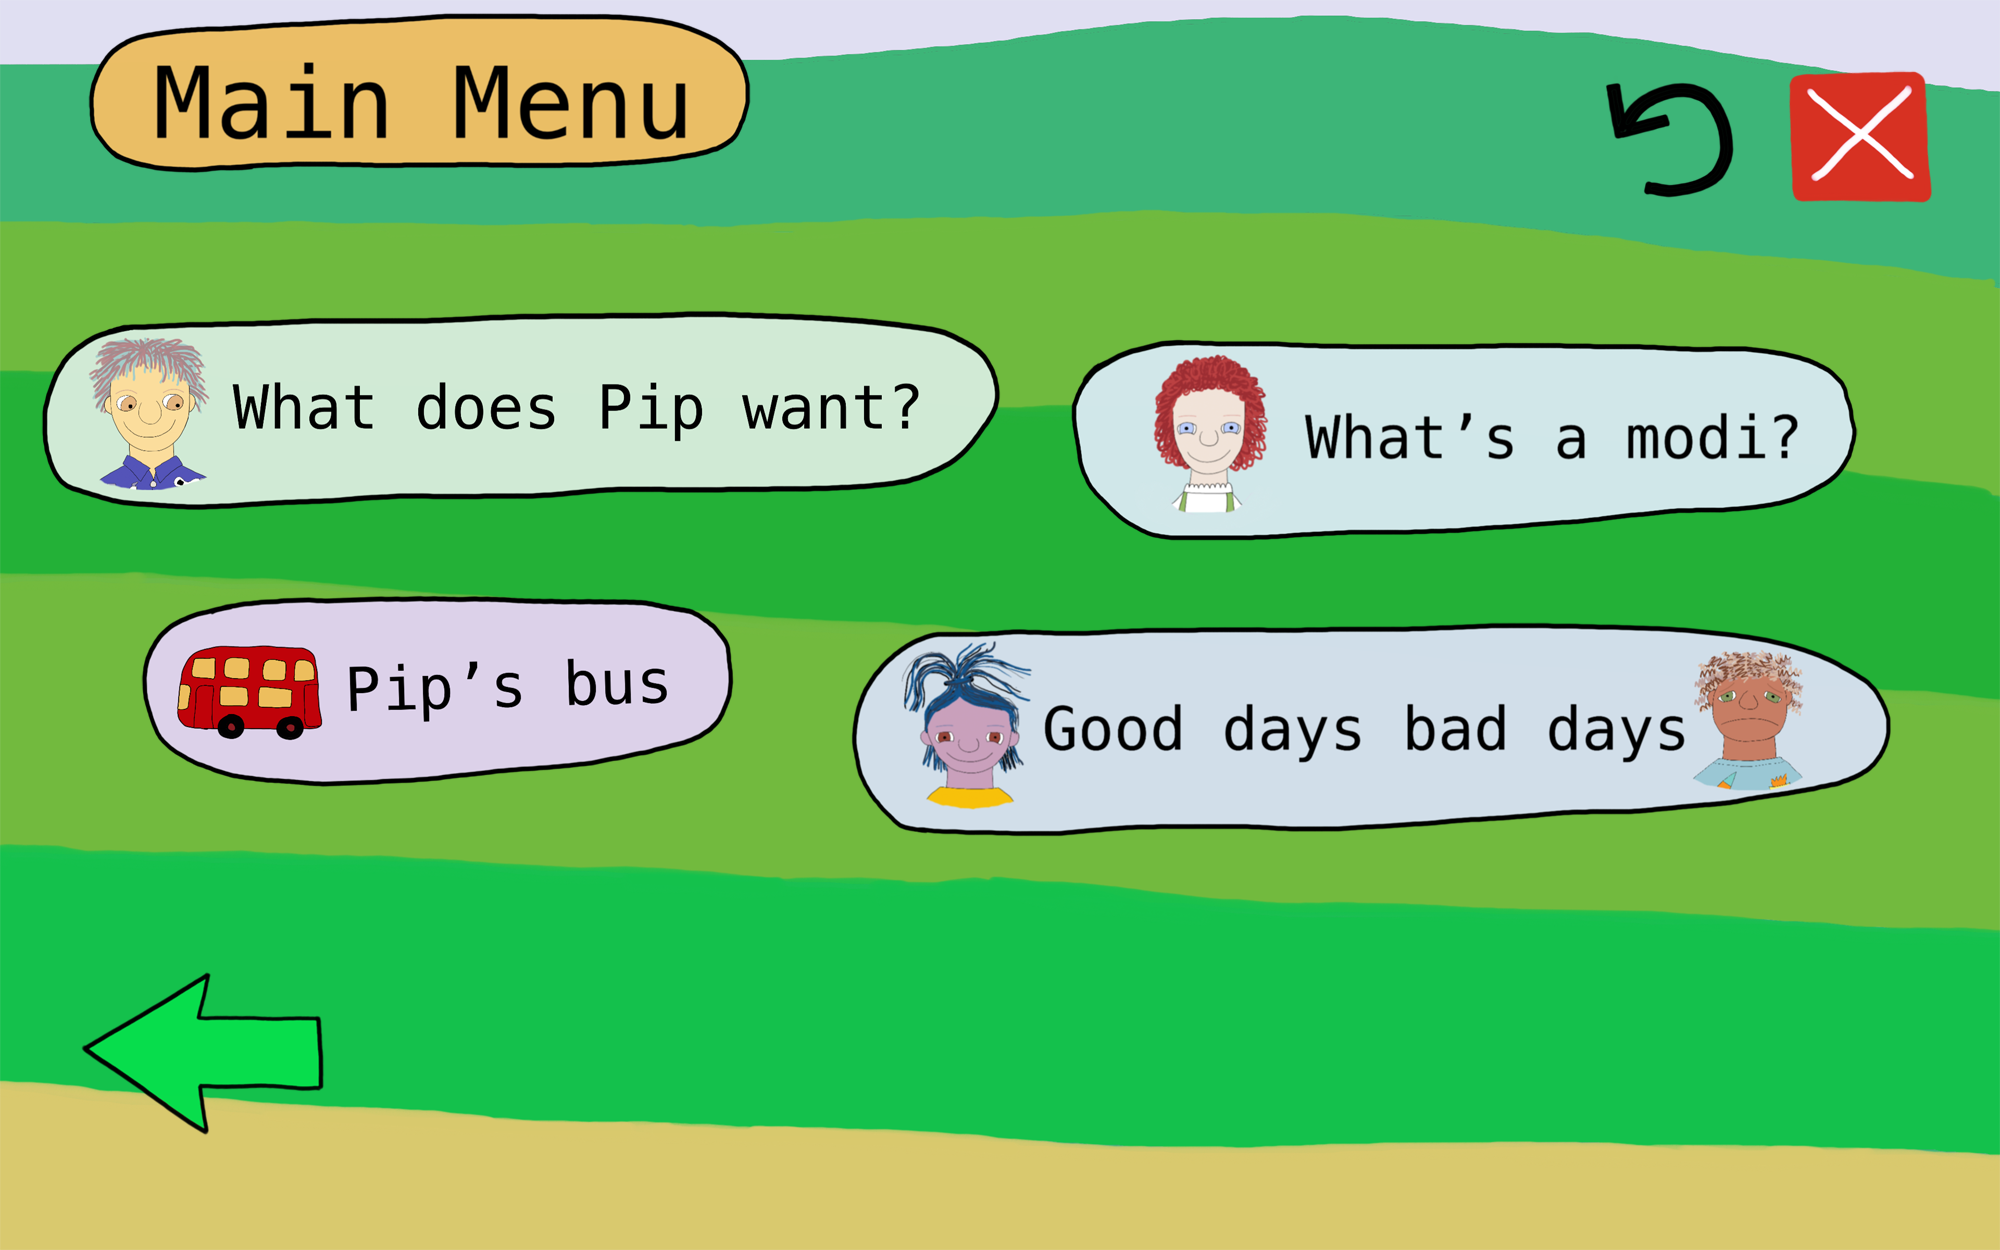 Main Menu
What does Pip want?
What’s a modi?
Pip’s bus
Good days bad days